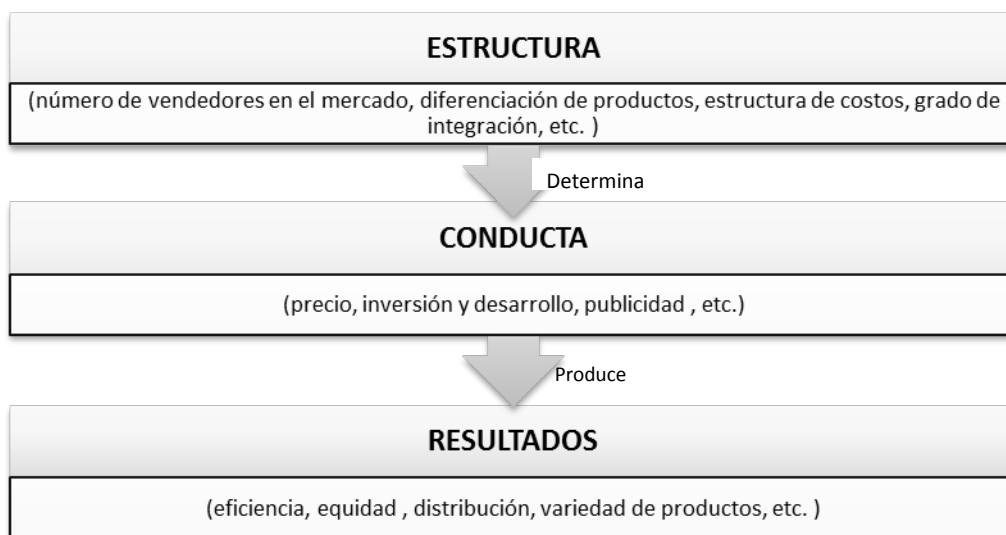 ESTRUCTURA
(número de vendedores en el mercado, diferenciación de productos, estructura de costos, grado de
integración, etc. )
Determina
CONDUCTA
(precio, inversión y desarrollo, publicidad , etc.)
Produce
RESULTADOS
(eficiencia, equidad , distribución, variedad de productos, etc. )